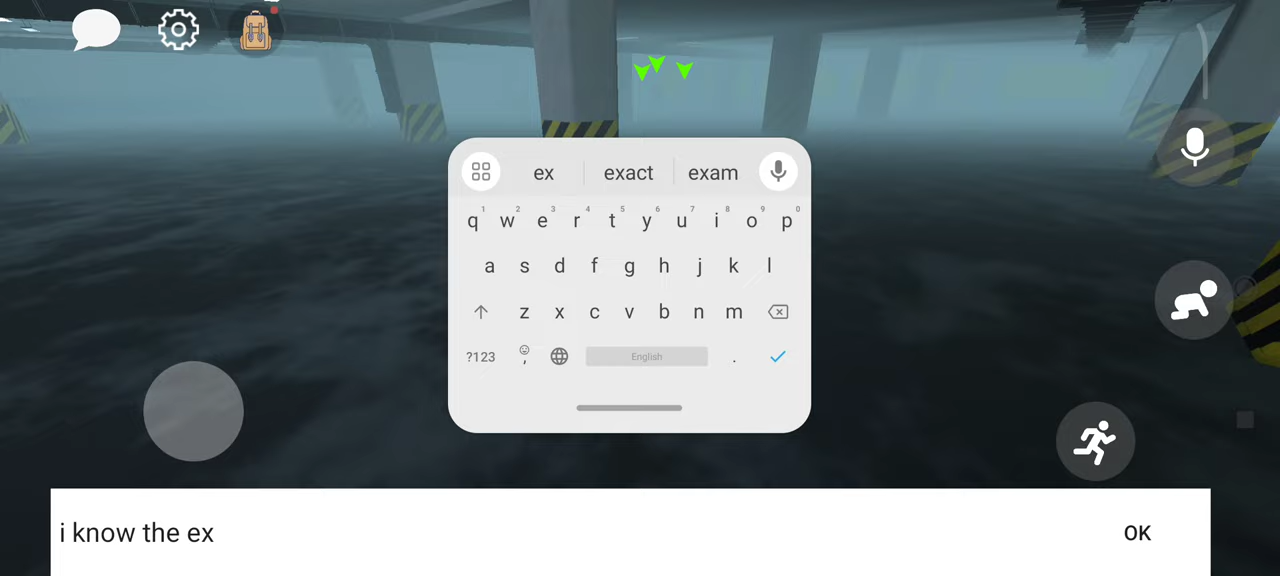 ex exact exam
1 2 3 4 5 6 7 8 9 0
q w e r t y u i o p
a s d f g h j k l
z x c v b n m
?123 , English .
i know the ex OK